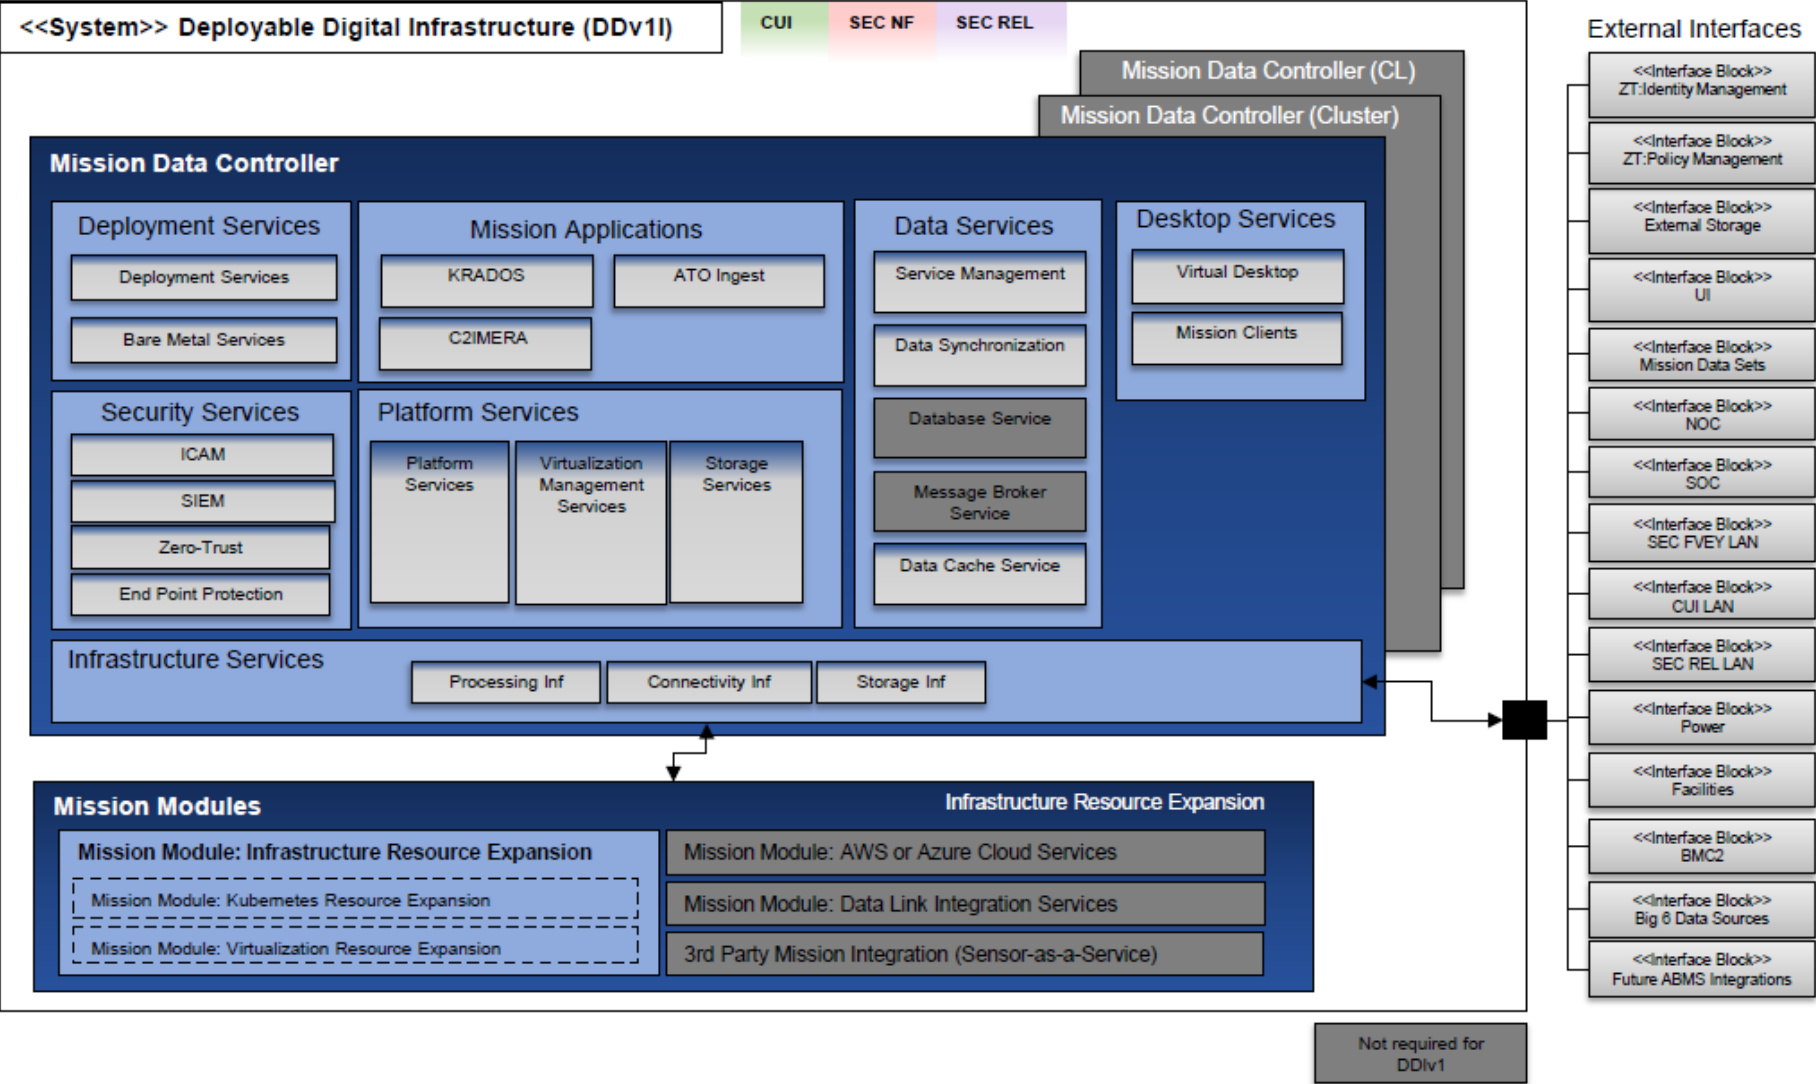 <<System>> Deployable Digital Infrastructure (DDv1I)
CUI
SEC NF
SEC REL
Mission Data Controller (CL)
Mission Data Controller (Cluster)
Mission Data Controller
Deployment Services
Deployment Services
Bare Metal Services
Mission Applications
KRADOS
ATO Ingest
C2IMERA
Data Services
Service Management
Data Synchronization
Database Service
Message Broker
Service
Data Cache Service
Desktop Services
Virtual Desktop
Mission Clients
Security Services
ICAM
SIEM
Zero-Trust
End Point Protection
Platform Services
Platform
Services
Virtualization
Management
Services
Storage
Services
Infrastructure Services
Processing Inf
Connectivity Inf
Storage Inf
Mission Modules
Infrastructure Resource Expansion
Mission Module: Infrastructure Resource Expansion
Mission Module: Kubernetes Resource Expansion
Mission Module: Virtualization Resource Expansion
Mission Module: AWS or Azure Cloud Services
Mission Module: Data Link Integration Services
3rd Party Mission Integration (Sensor-as-a-Service)
External Interfaces
<<Interface Block>>
ZT:Identity Management
<<Interface Block>>
ZT:Policy Management
<<Interface Block>>
External Storage
<<Interface Block>>
UI
<<Interface Block>>
Mission Data Sets
<<Interface Block>>
NOC
<<Interface Block>>
SOC
<<Interface Block>>
SEC FVEY LAN
<<Interface Block>>
CUI LAN
<<Interface Block>>
SEC REL LAN
<<Interface Block>>
Power
<<Interface Block>>
Facilities
<<Interface Block>>
BMC2
<<Interface Block>>
Big 6 Data Sources
<<Interface Block>>
Future ABMS Integrations
Not required for
DDIv1